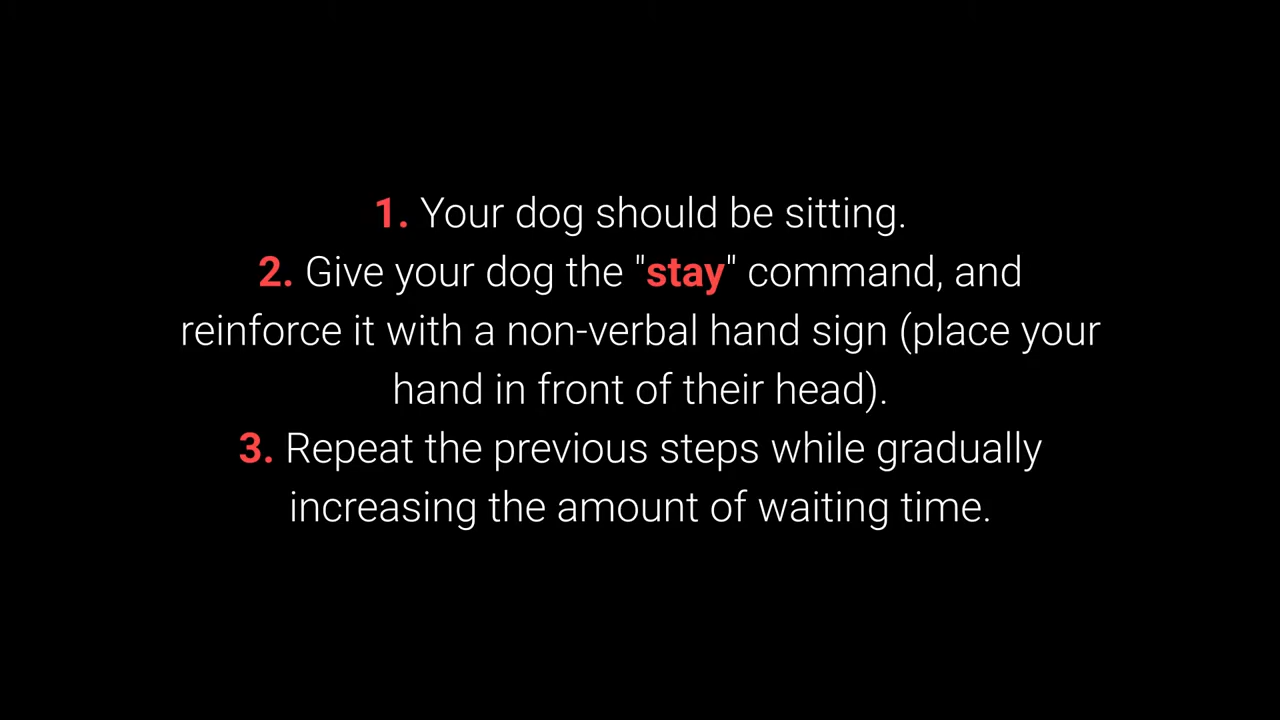 1. Your dog should be sitting.
2. Give your dog the "stay" command, and
reinforce it with a non-verbal hand sign (place your
hand in front of their head).
3. Repeat the previous steps while gradually
increasing the amount of waiting time.